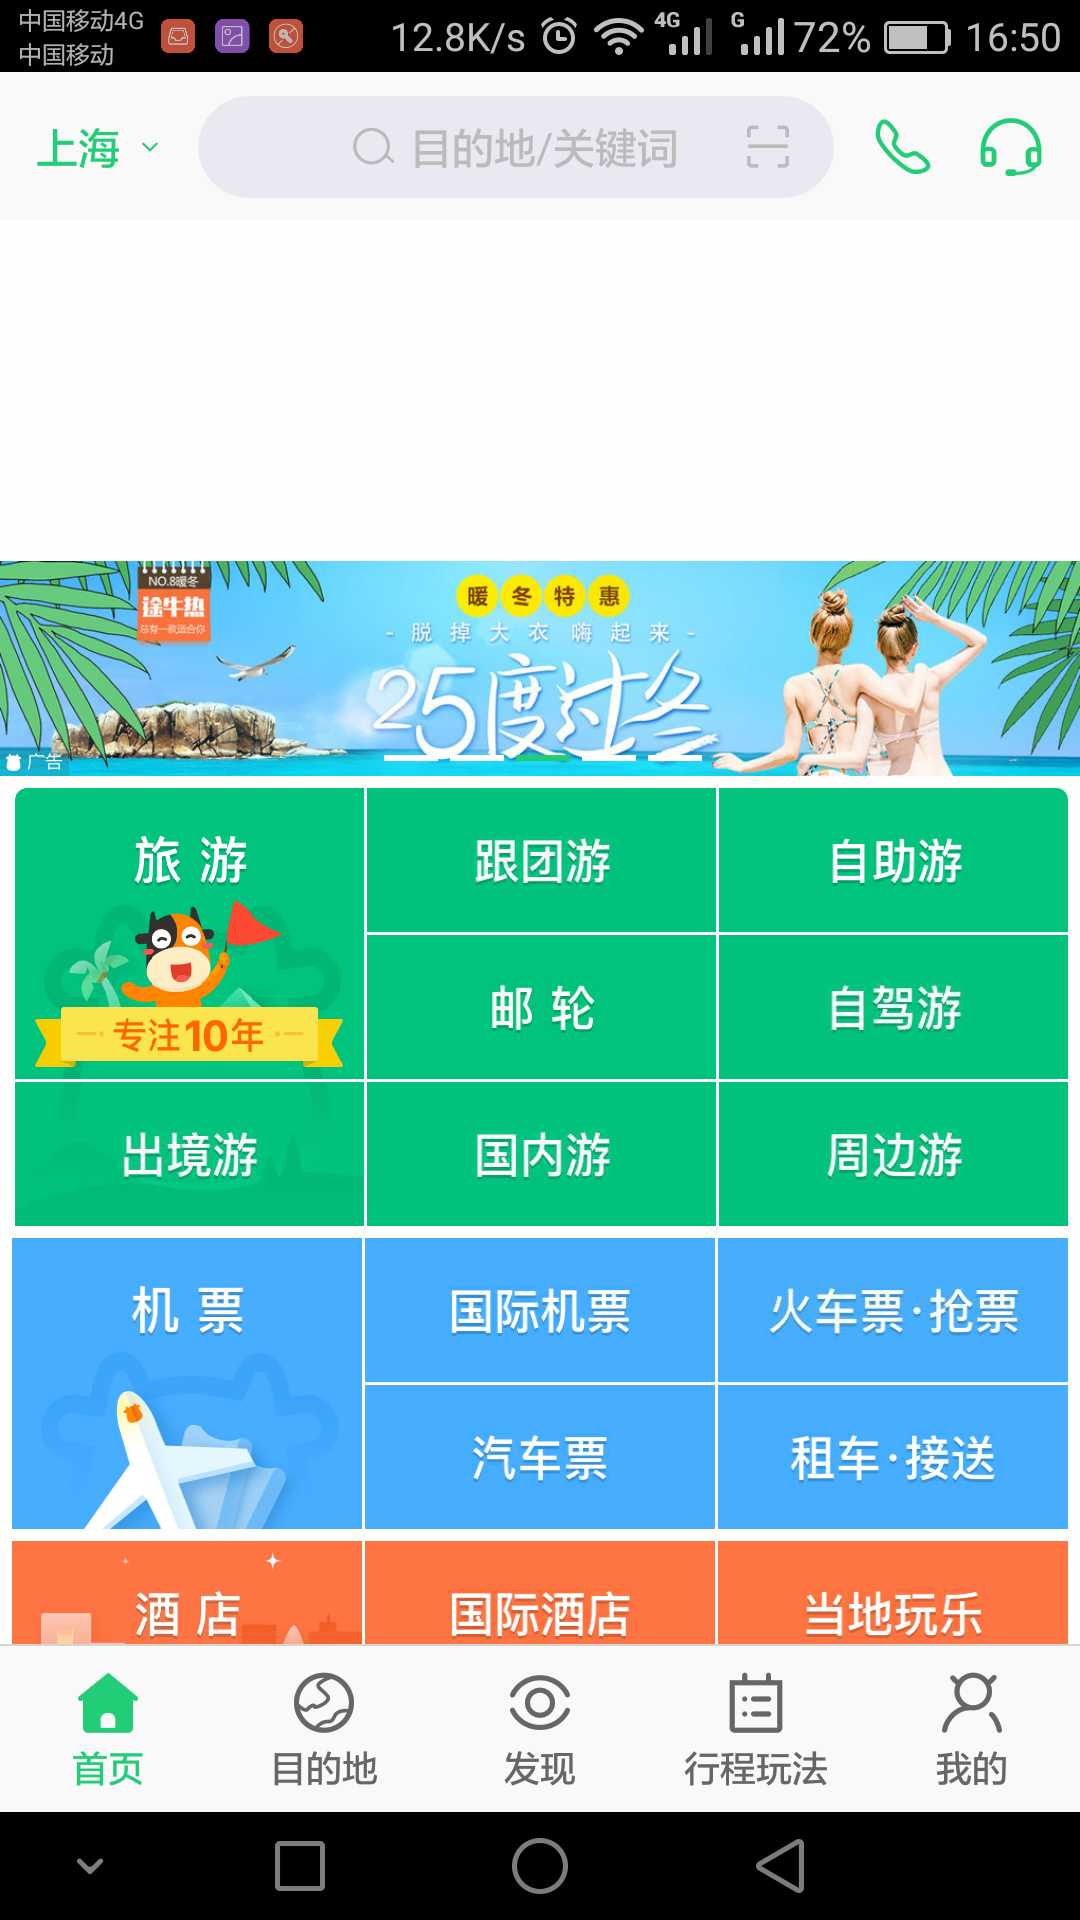 中国移动4G
中国移动
12.8K/s 4G G 72% 16:50
上海 目的地/关键词
NO.8暖冬
途牛热
总有一款适合你
暖冬特惠
- 脱掉大衣嗨起来 -
25度过冬
广告
旅 游 跟团游 自助游
专注10年
邮 轮 自驾游
出境游 国内游 周边游
机 票 国际机票 火车票·抢票
汽车票 租车·接送
酒 店 国际酒店 当地玩乐
首页 目的地 发现 行程玩法 我的